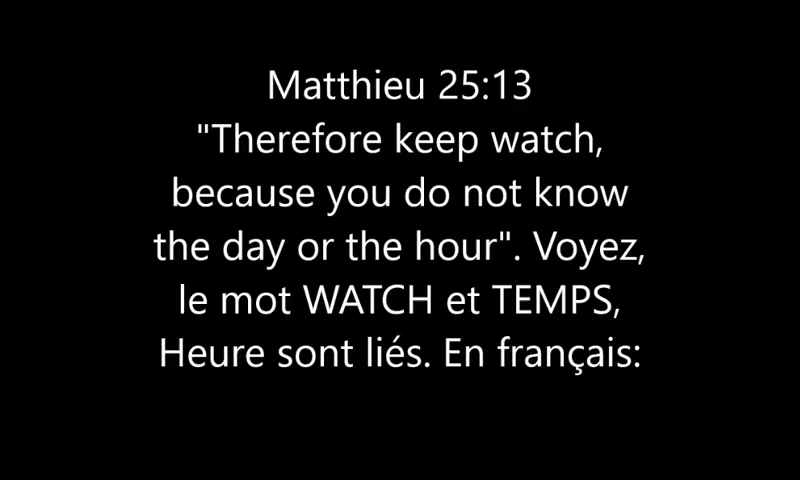 Matthieu 25:13
"Therefore keep watch,
because you do not know
the day or the hour". Voyez,
le mot WATCH et TEMPS,
Heure sont liés. En français: